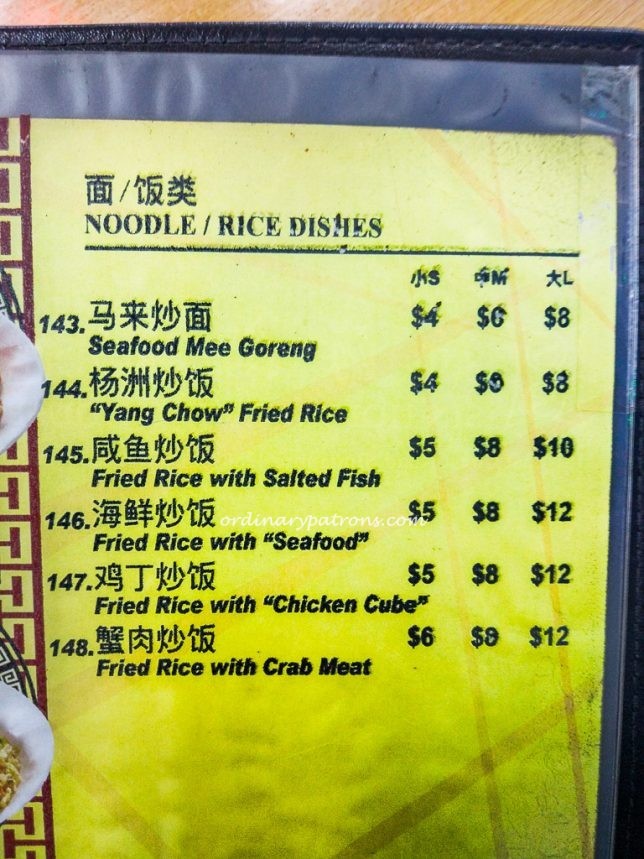 面/饭类
NOODLE / RICE DISHES
小S 中M 大L
143. 马来炒面 $4 $6 $8
Seafood Mee Goreng
144. 杨洲炒饭 $4 $8
"Yang Chow" Fried Rice
145. 咸鱼炒饭 $5 $8 $10
Fried Rice with Salted Fish
146. 海鲜炒饭 $5 $8 $12
ordinarypatrons.com
Fried Rice with "Seafood"
147. 鸡丁炒饭 $5 $8 $12
Fried Rice with "Chicken Cube"
148. 蟹肉炒饭 $6 $8 $12
Fried Rice with Crab Meat